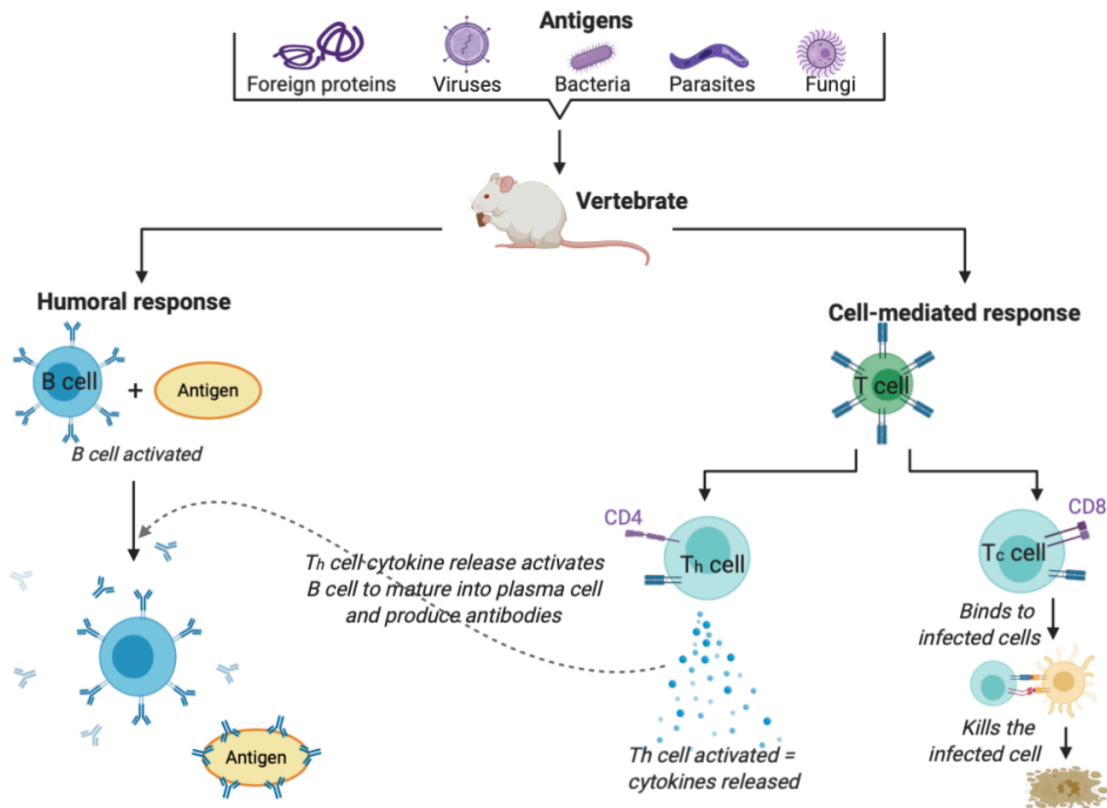 Antigens
Foreign proteins
Viruses
Bacteria
Parasites
Fungi
Vertebrate
Humoral response
B cell
+
Antigen
B cell activated
Cell-mediated response
T cell
CD4
Th cell
CD8
Tc cell
Th cell cytokine release activates
B cell to mature into plasma cell
and produce antibodies
Binds to
infected cells
Kills the
infected cell
Antigen
Th cell activated =
cytokines released